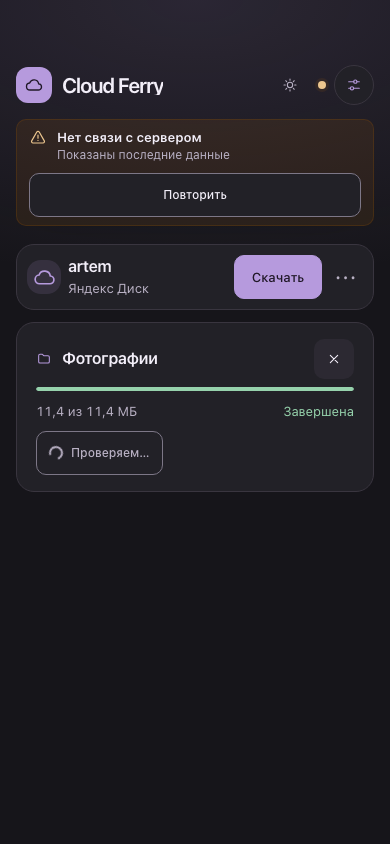 Cloud Ferry
Нет связи с сервером
Показаны последние данные
Повторить
artem
Яндекс Диск
Скачать
Фотографии
11,4 из 11,4 МБ
Завершена
Проверяем...